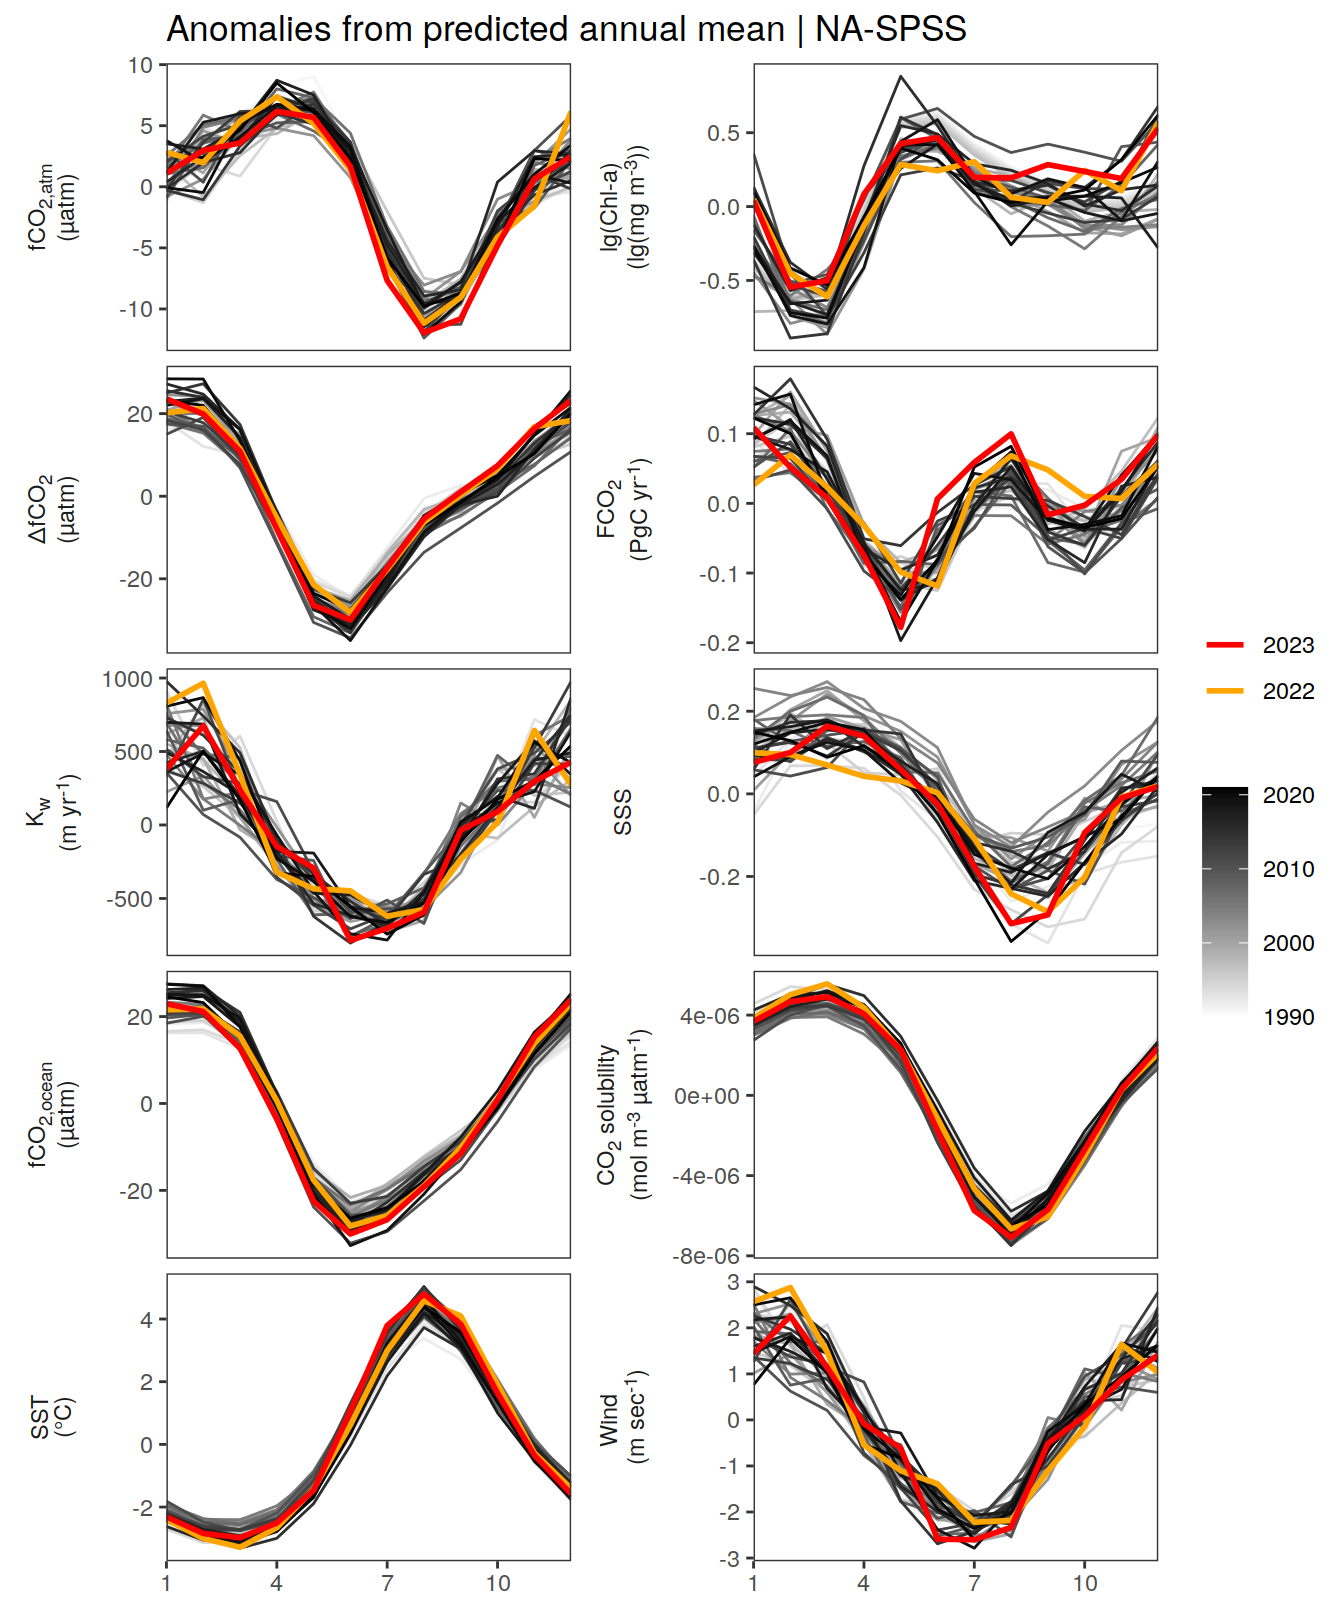 Anomalies from predicted annual mean | NA-SPSS
fCO2,atm
(µatm)
10
5
0
-5
-10
lg(Chl-a)
(lg(mg m-3))
0.5
0.0
-0.5
ΔfCO2
(µatm)
20
0
-20
FCO2
(PgC yr-1)
0.1
0.0
-0.1
-0.2
Kw
(m yr-1)
1000
500
0
-500
SSS
0.2
0.0
-0.2
fCO2,ocean
(µatm)
20
0
-20
CO2 solubility
(mol m-3 µatm-1)
4e-06
0e+00
-4e-06
-8e-06
SST
(°C)
4
2
0
-2
1 4 7 10
Wind
(m sec-1)
3
2
1
0
-1
-2
-3
1 4 7 10
2023
2022
2020
2010
2000
1990